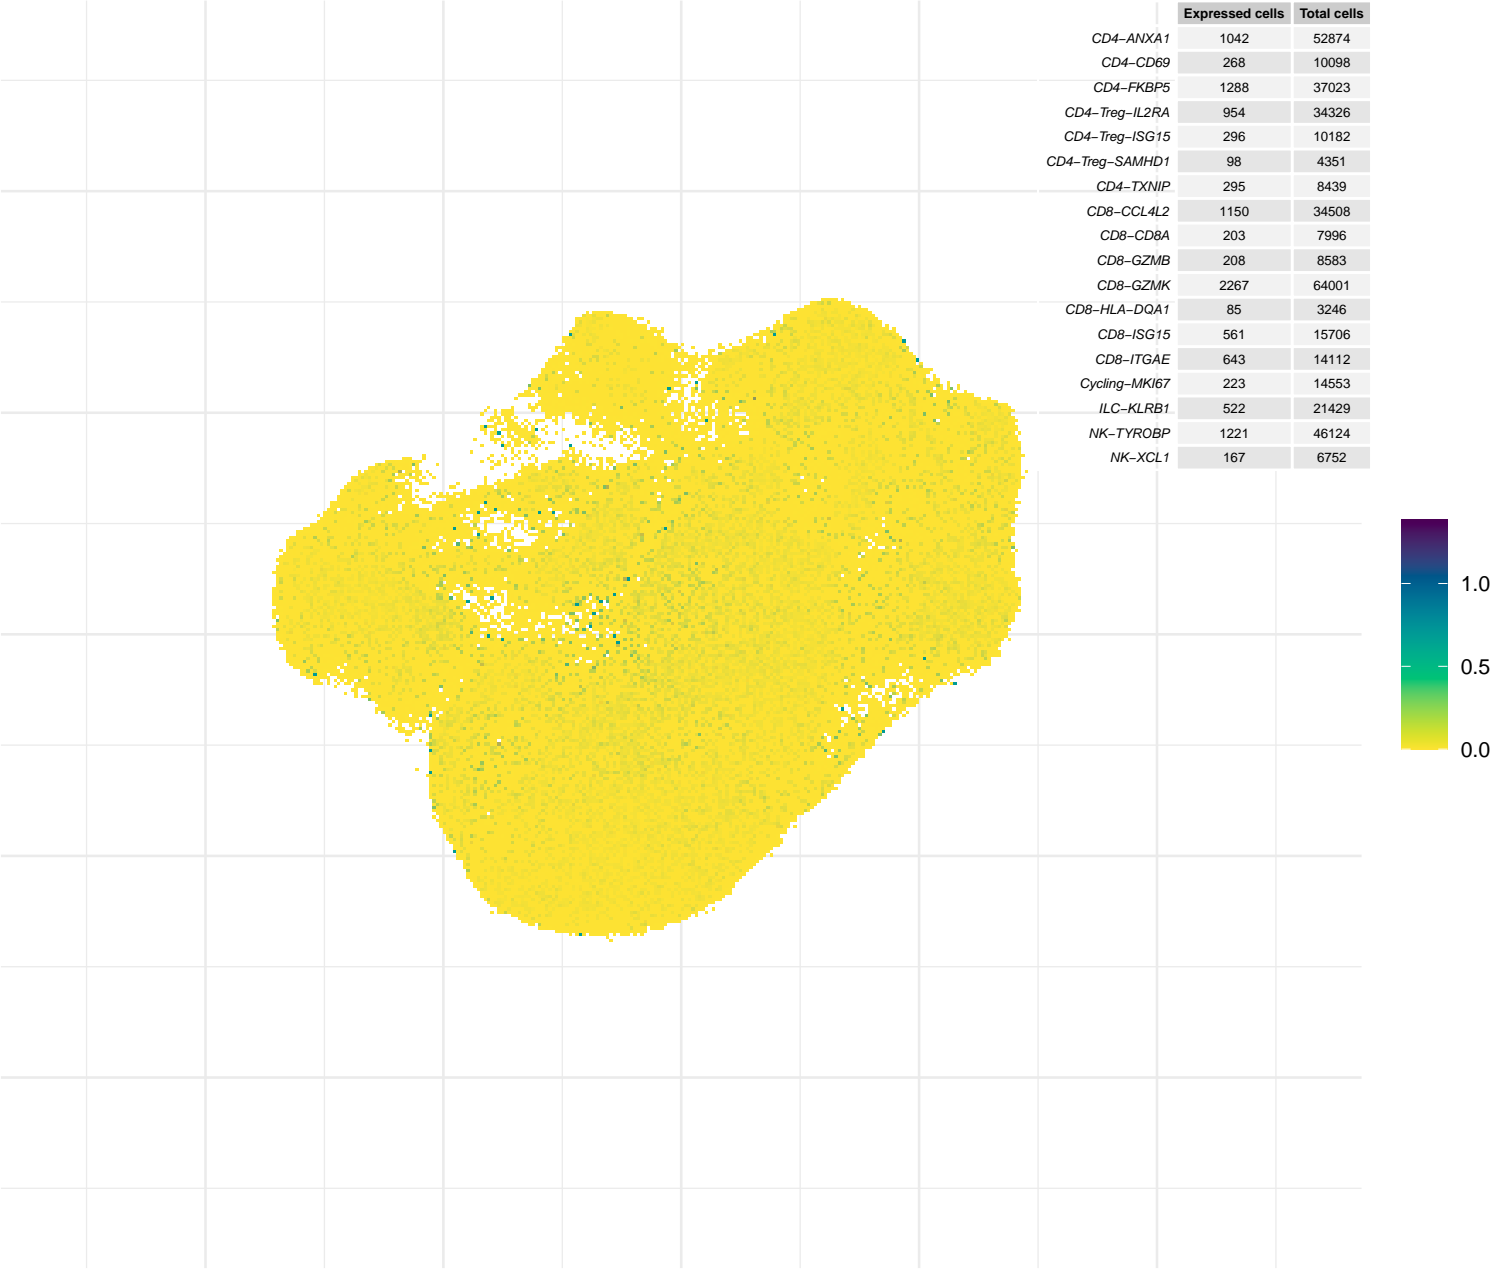 Expressed cells Total cells
CD4−ANXA1 1042 52874
CD4−CD69 268 10098
CD4−FKBP5 1288 37023
CD4−Treg−IL2RA 954 34326
CD4−Treg−ISG15 296 10182
CD4−Treg−SAMHD1 98 4351
CD4−TXNIP 295 8439
CD8−CCL4L2 1150 34508
CD8−CD8A 203 7996
CD8−GZMB 208 8583
CD8−GZMK 2267 64001
CD8−HLA−DQA1 85 3246
CD8−ISG15 561 15706
CD8−ITGAE 643 14112
Cycling−MKI67 223 14553
ILC−KLRB1 522 21429
NK−TYROBP 1221 46124
NK−XCL1 167 6752
1.0
0.5
0.0